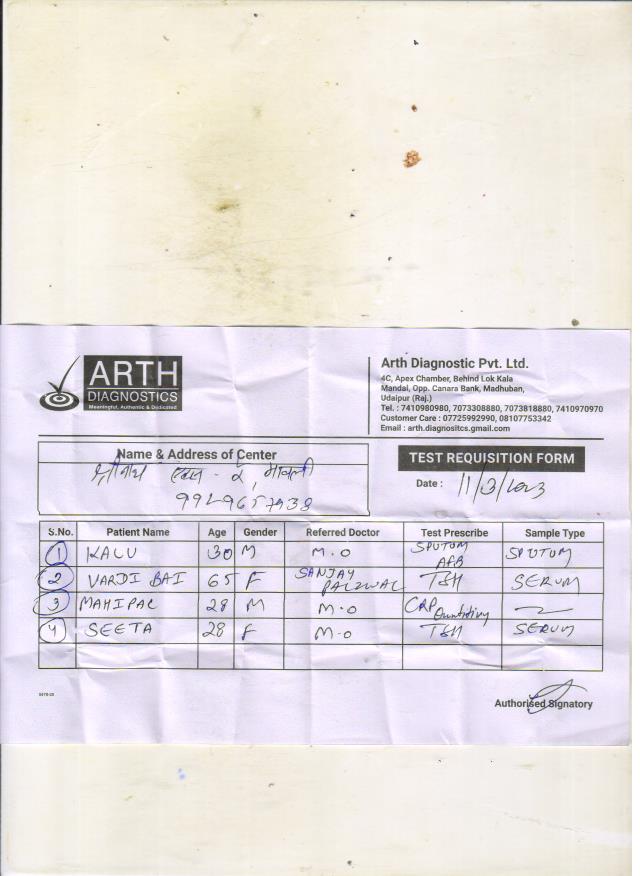 ARTH
DIAGNOSTICS
Meaningful, Authentic & Dedicated
Arth Diagnostic Pvt. Ltd.
4C, Apex Chamber, Behind Lok Kala
Mandal, Opp. Canara Bank, Madhuban,
Udaipur (Raj.)
Tel. : 7410980980, 7073308880, 7073818880, 7410970970
Customer Care : 07725992990, 08107753342
Email : arth.diagnositcs.gmail.com
Name & Address of Center
TEST REQUISITION FORM
Date : 11/3/2023
S.No. Patient Name Age Gender Referred Doctor Test Prescribe Sample Type
1 KALU 30 M M.O SPUTUM AFB SPUTUM
2 VARDI BAI 65 F SANJAY TSH SERUM
3 MAHIPAL 28 M M.O CRP
4 SEETA 28 F M.O TSH SERUM
Authorised Signatory